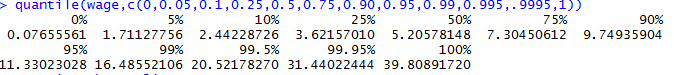 > quantile(wage,c(0,0.05,0.1,0.25,0.5,0.75,0.90,0.95,0.99,0.995,.9995,1))
0% 5% 10% 25% 50% 75% 90%
0.07655561 1.71127756 2.44228726 3.62157010 5.20578148 7.30450612 9.74935904
95% 99% 99.5% 99.95% 100%
11.33023028 16.48552106 20.52178270 31.44022444 39.80891720